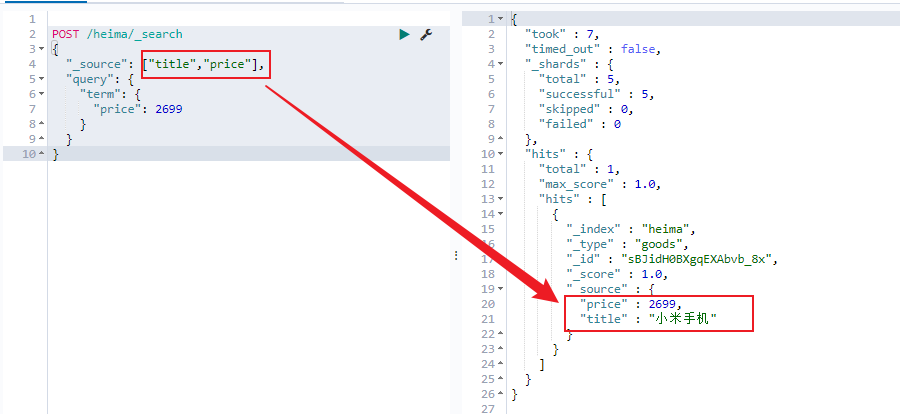 1
2 POST /heima/_search
3 {
4 "_source": ["title","price"],
5 "query": {
6 "term": {
7 "price": 2699
8 }
9 }
10 }
1 {
2 "took" : 7,
3 "timed_out" : false,
4 "_shards" : {
5 "total" : 5,
6 "successful" : 5,
7 "skipped" : 0,
8 "failed" : 0
9 },
10 "hits" : {
11 "total" : 1,
12 "max_score" : 1.0,
13 "hits" : [
14 {
15 "_index" : "heima",
16 "_type" : "goods",
17 "_id" : "sBJidH0BXgqEXAbvb_8x",
18 "_score" : 1.0,
19 "_source" : {
20 "price" : 2699,
21 "title" : "小米手机"
22 }
23 }
24 ]
25 }
26 }
27